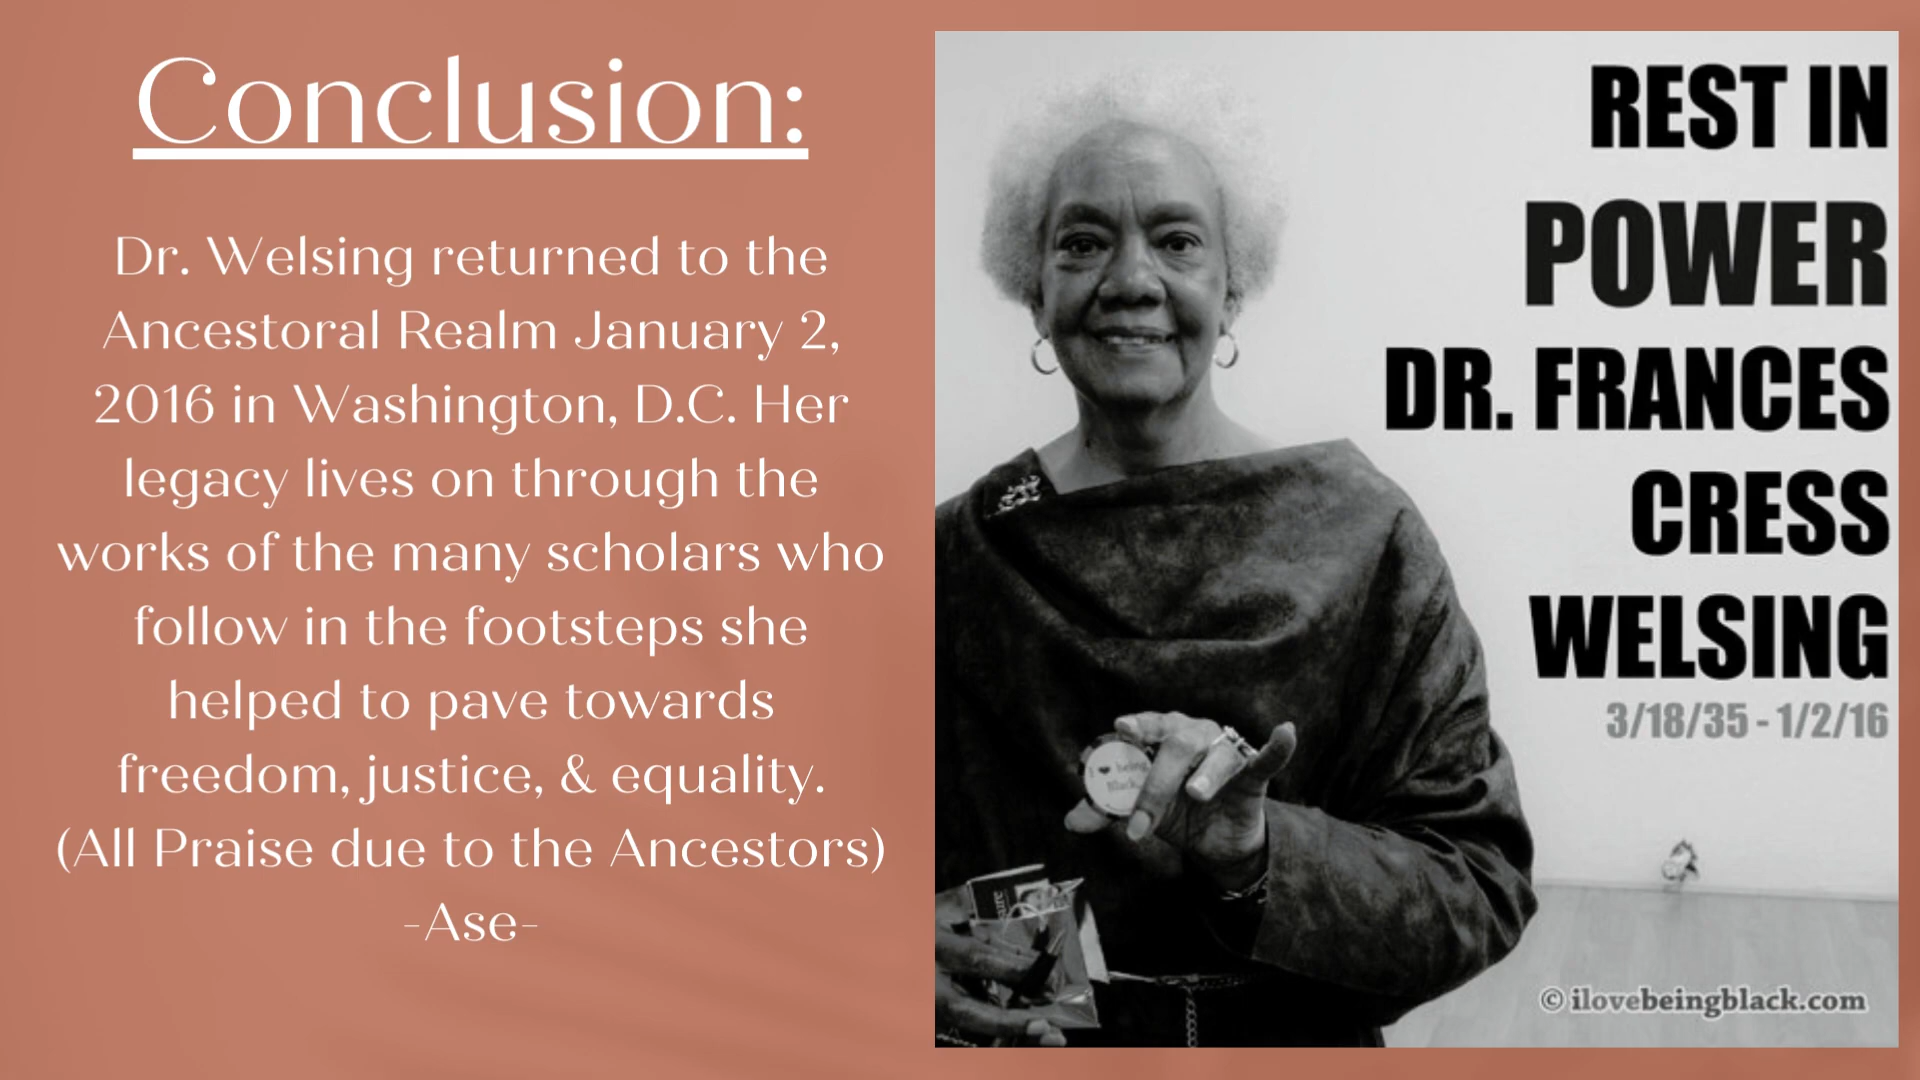 Conclusion:
Dr. Welsing returned to the
Ancestoral Realm January 2,
2016 in Washington, D.C. Her
legacy lives on through the
works of the many scholars who
follow in the footsteps she
helped to pave towards
freedom, justice, & equality.
(All Praise due to the Ancestors)
-Ase-
REST IN
POWER
DR. FRANCES
CRESS
WELSING
3/18/35 - 1/2/16
I ❤ being
Black
© ilovebeingblack.com